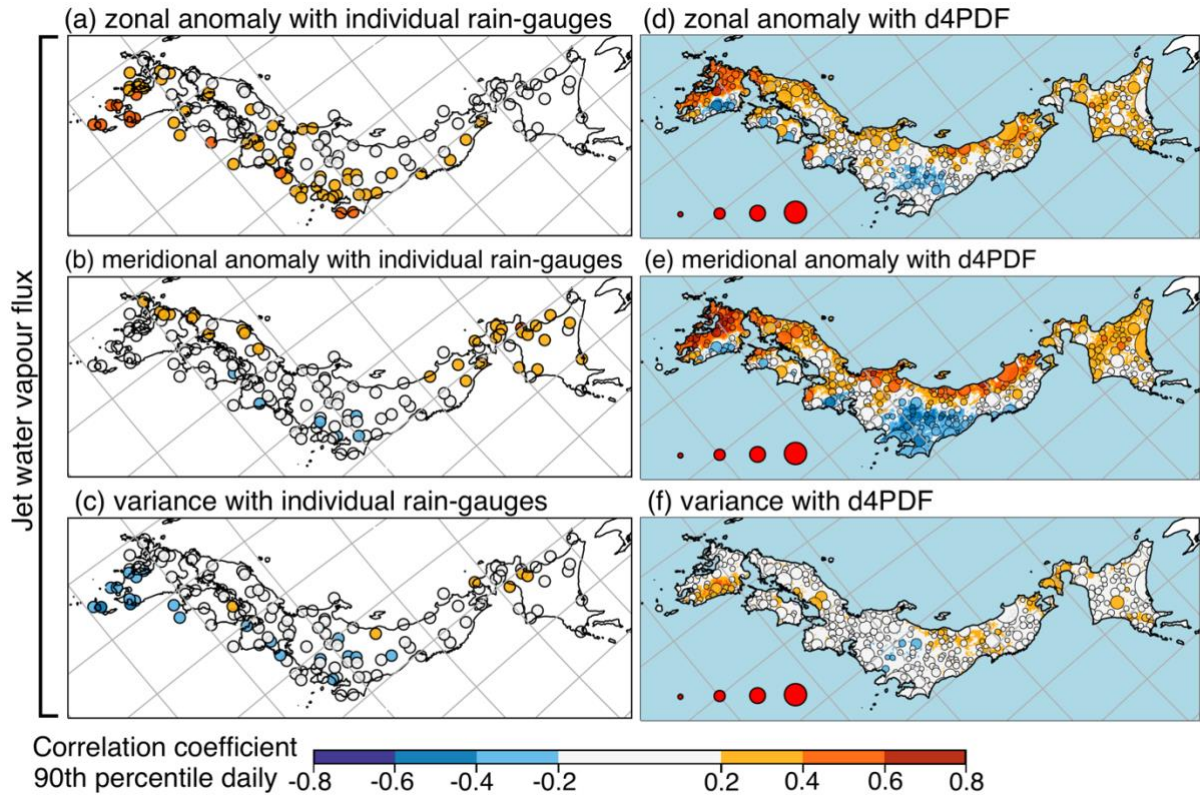 (a) zonal anomaly with individual rain-gauges
(d) zonal anomaly with d4PDF
(b) meridional anomaly with individual rain-gauges
(e) meridional anomaly with d4PDF
(c) variance with individual rain-gauges
(f) variance with d4PDF
Jet water vapour flux
Correlation coefficient
90th percentile daily
-0.8 -0.6 -0.4 -0.2 0.2 0.4 0.6 0.8